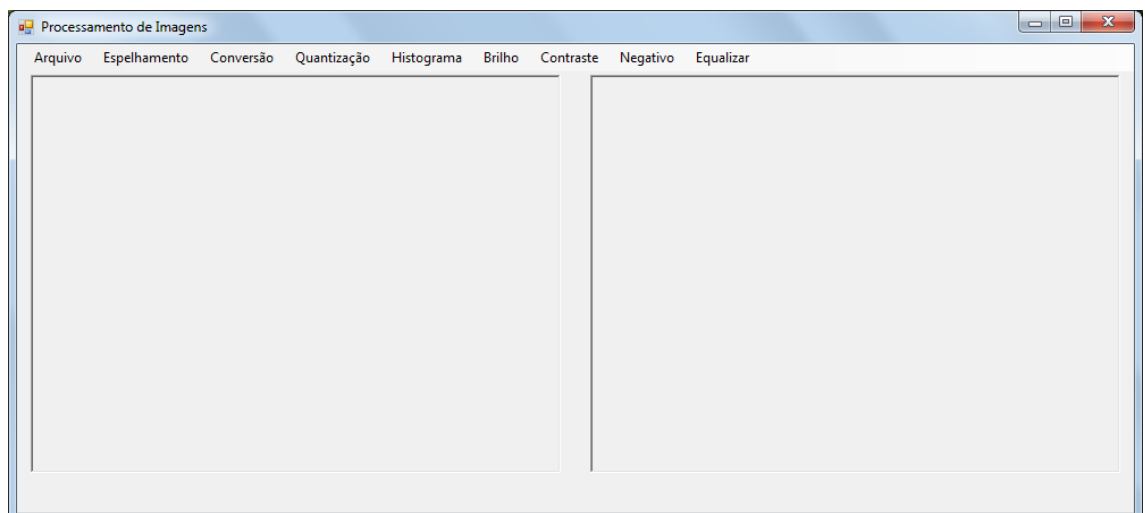 Processamento de Imagens
Arquivo Espelhamento Conversão Quantização Histograma Brilho Contraste Negativo Equalizar